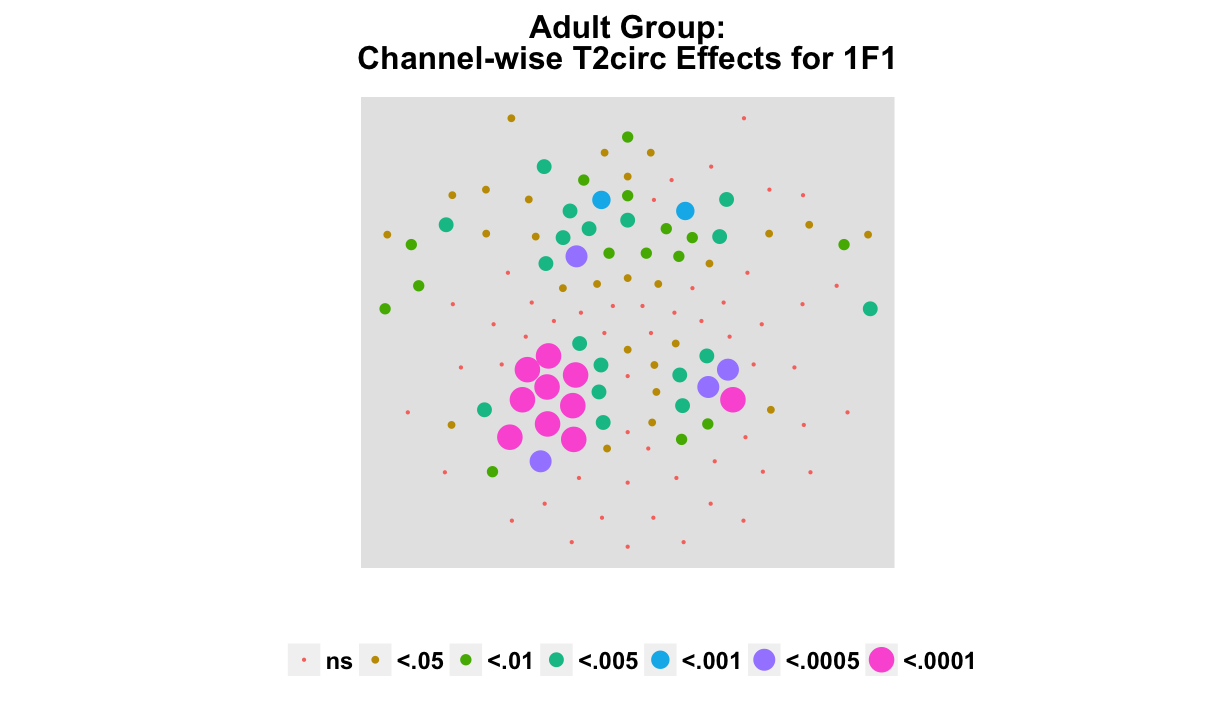 Adult Group:
Channel-wise T2circ Effects for 1F1
ns <.05 <.01 <.005 <.001 <.0005 <.0001